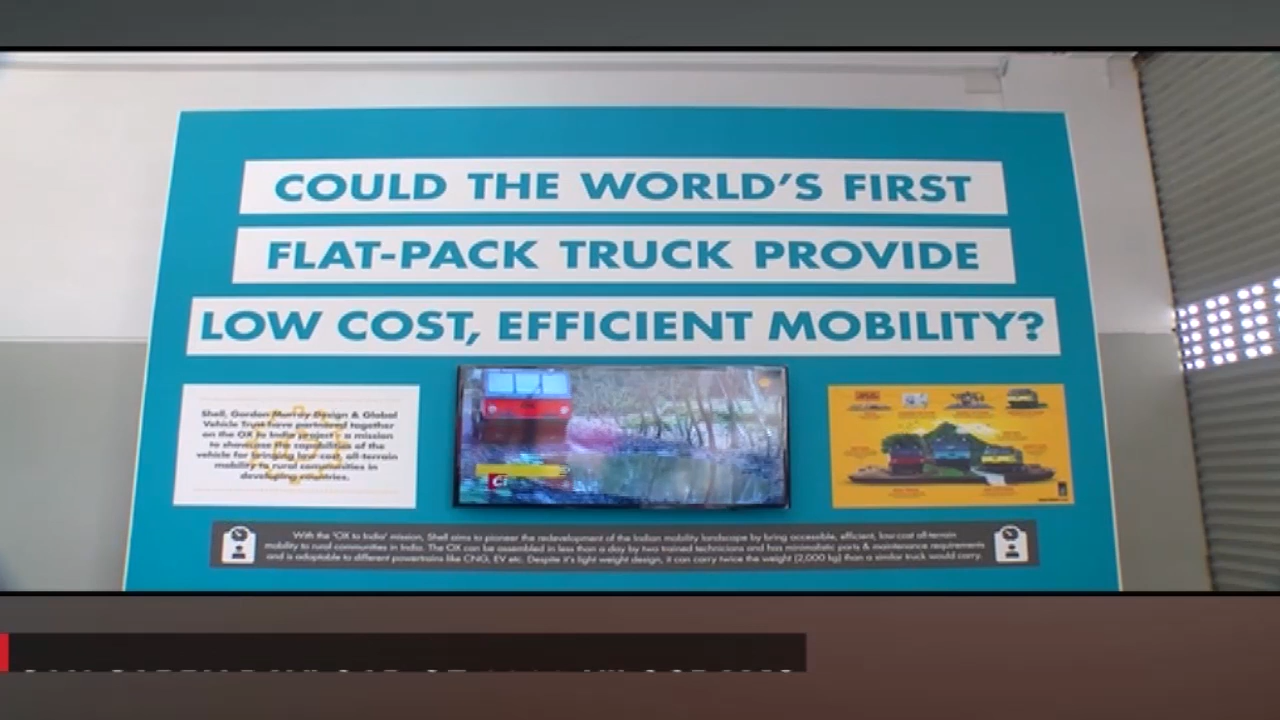 COULD THE WORLD'S FIRST
FLAT-PACK TRUCK PROVIDE
LOW COST, EFFICIENT MOBILITY?
Shell, Gordon Murray Design & Global
Vehicle Trust have partnered together
on the OX to India project - a mission
to showcase the capabilities of the
vehicle for bringing low cost, all-terrain
mobility to rural communities in
developing countries.
With the 'OX to India' mission, Shell aims to pioneer the redevelopment of the Indian mobility landscape by bring accessible, efficient, low cost all-terrain
mobility to rural communities in India. The OX can be assembled in less than a day by two trained technicians and has minimalistic parts & maintenance requirements
and is adaptable to different powertrains like CNG, EV etc. Despite it's light weight design, it can carry twice the weight (2,000 kg) than a similar truck would carry.